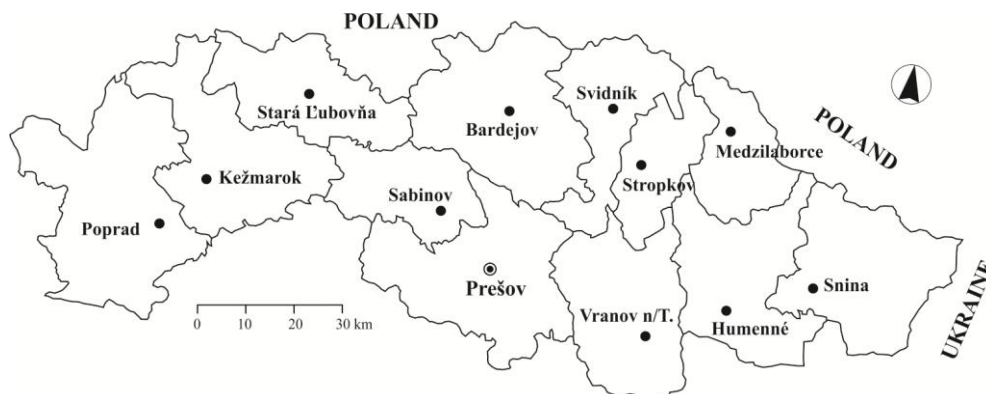 POLAND
Stará Ľubovňa
Svidník
Bardejov
POLAND
Medzilaborce
Kežmarok
Stropkov
Sabinov
Poprad
Prešov
Snina
UKRAINE
0 10 20 30 km
Vranov n/T.
Humenné